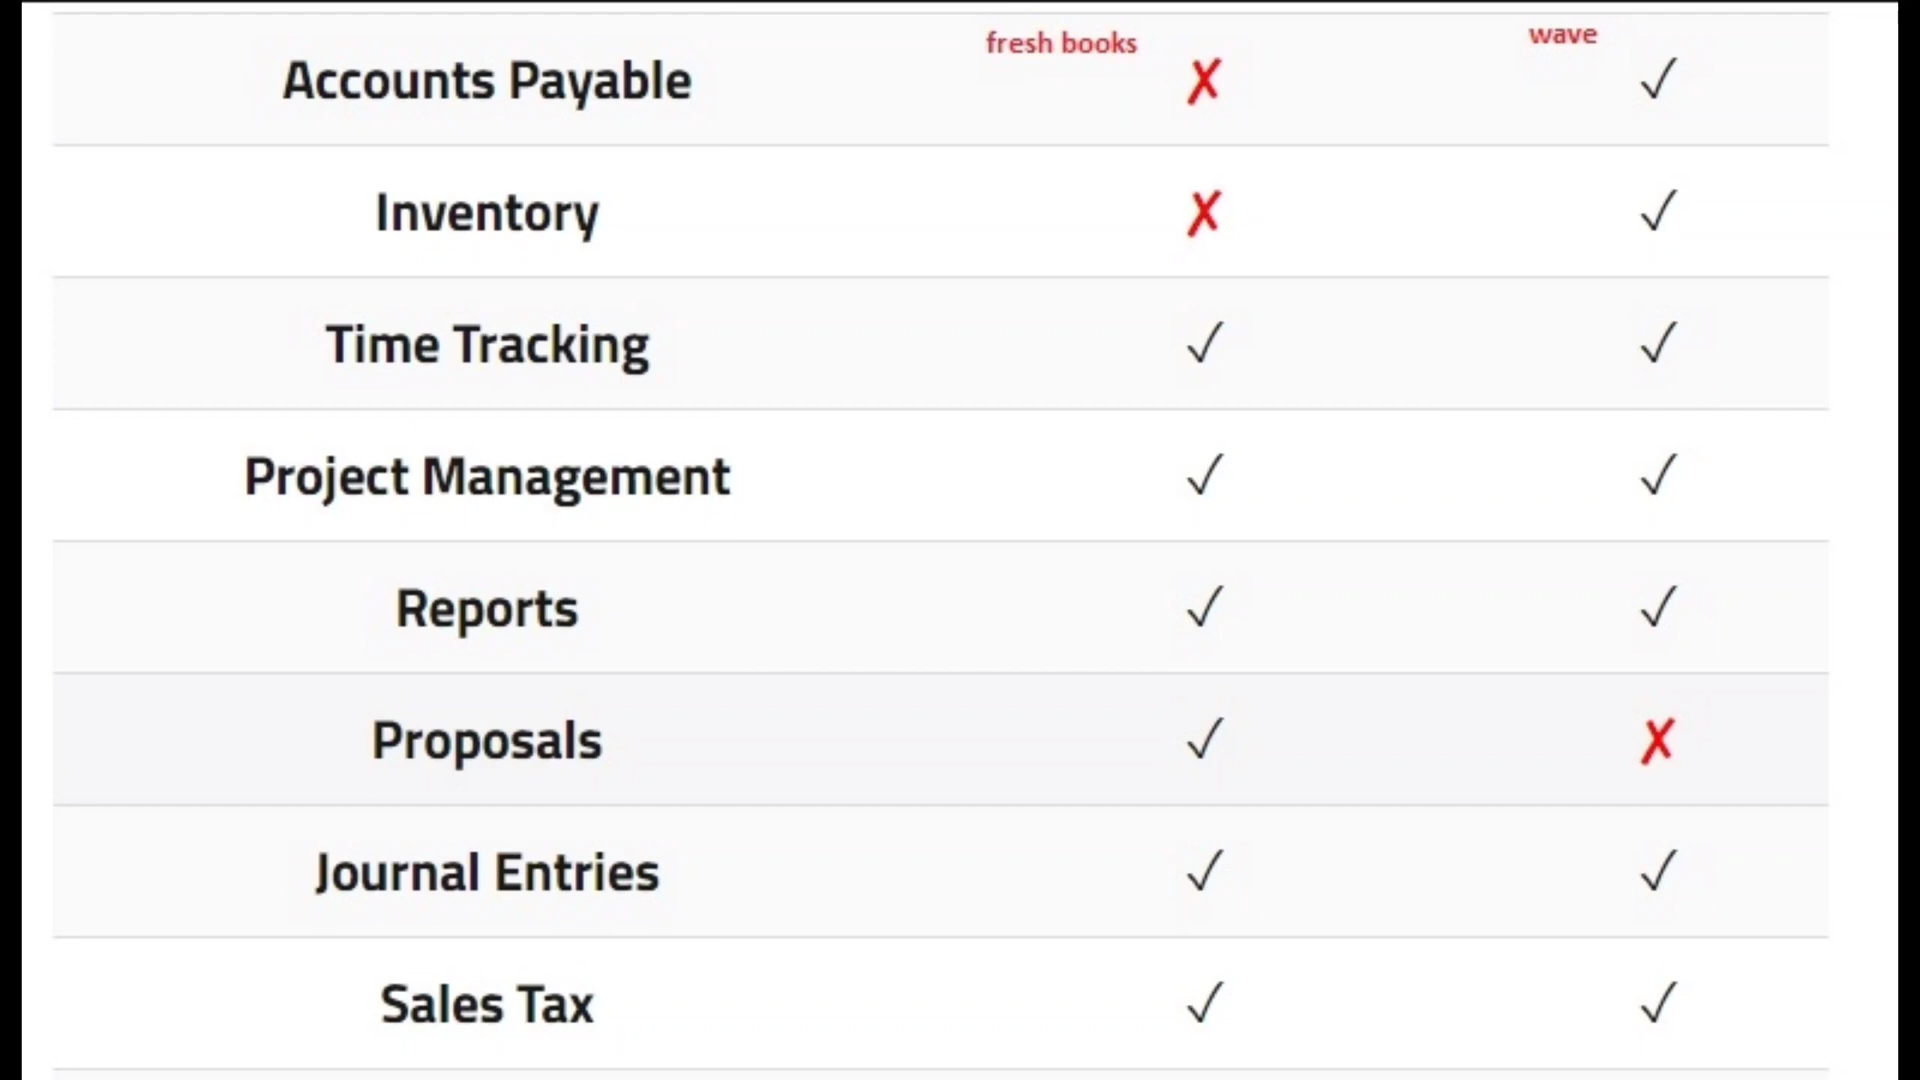 fresh books
wave
Accounts Payable ✗ ✓
Inventory ✗ ✓
Time Tracking ✓ ✓
Project Management ✓ ✓
Reports ✓ ✓
Proposals ✓ ✗
Journal Entries ✓ ✓
Sales Tax ✓ ✓